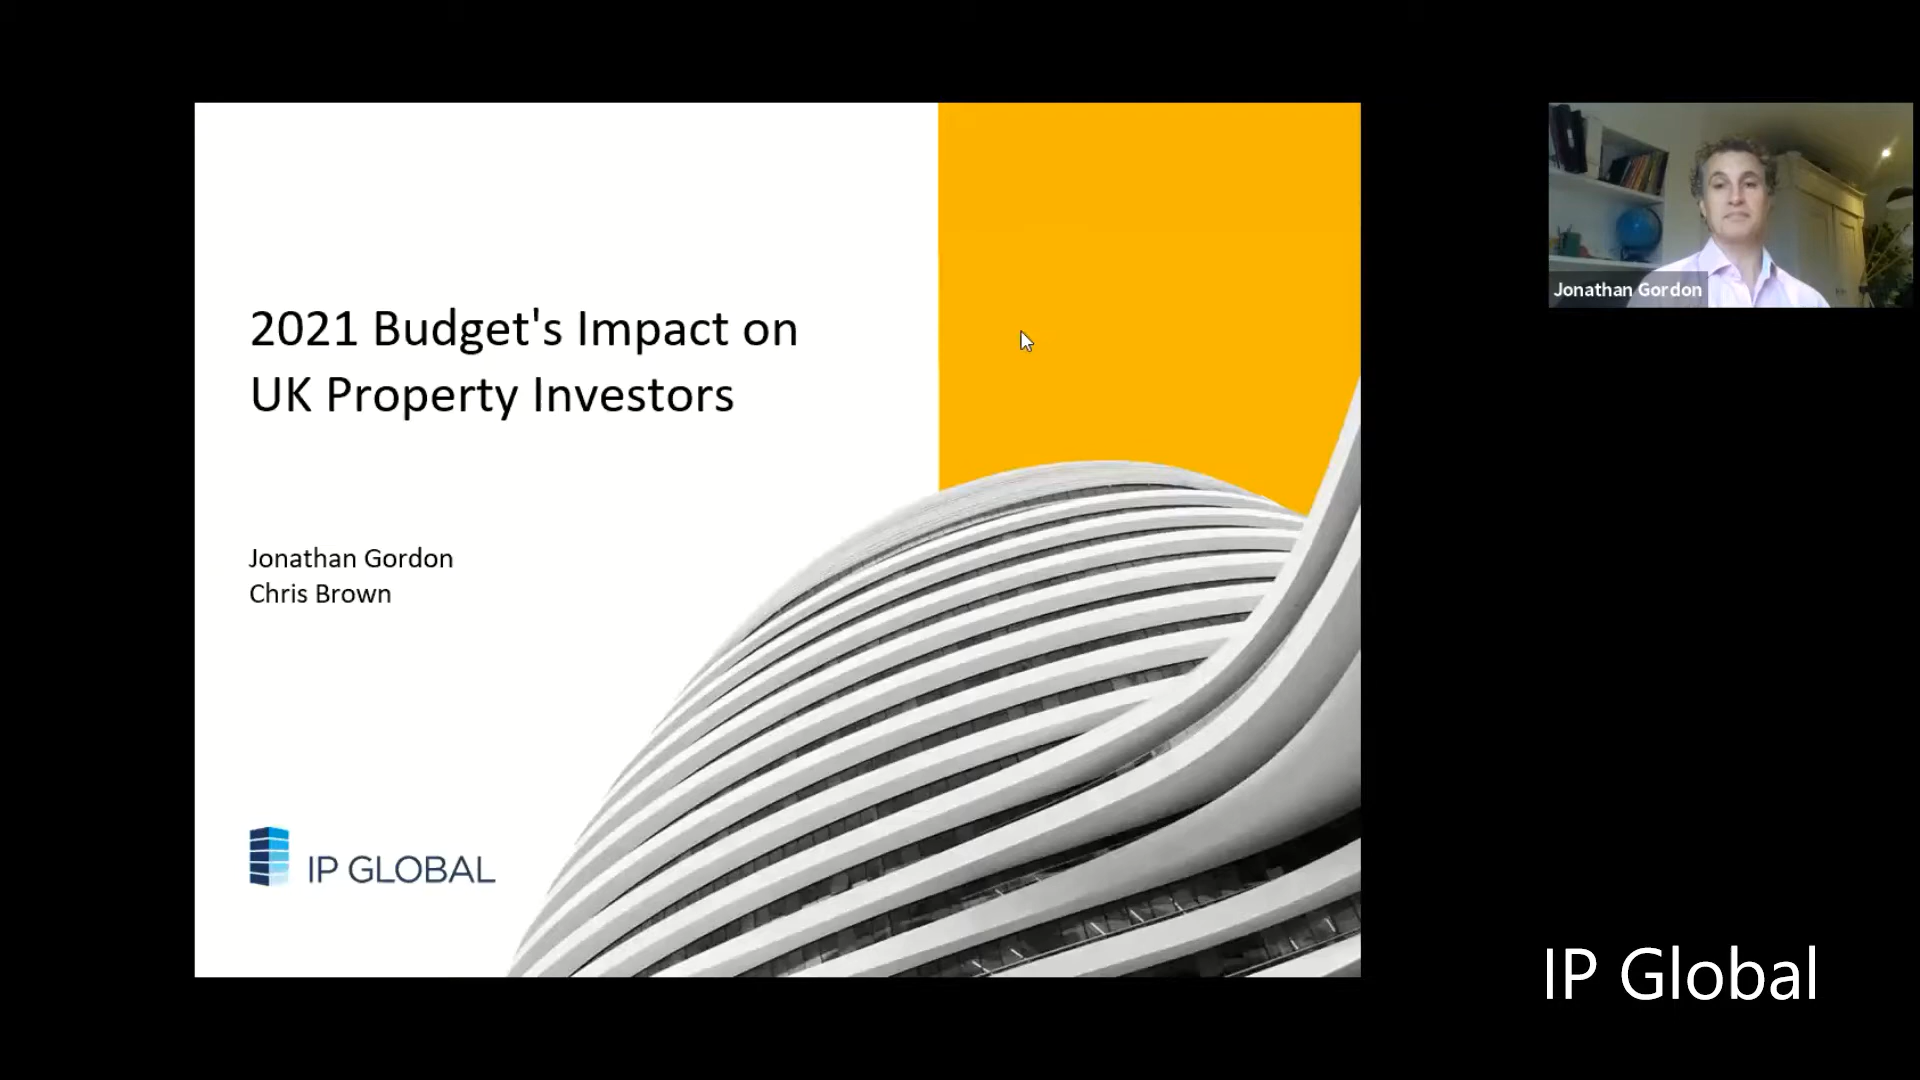 2021 Budget's Impact on
UK Property Investors
Jonathan Gordon
Chris Brown
IP GLOBAL
Jonathan Gordon
IP Global